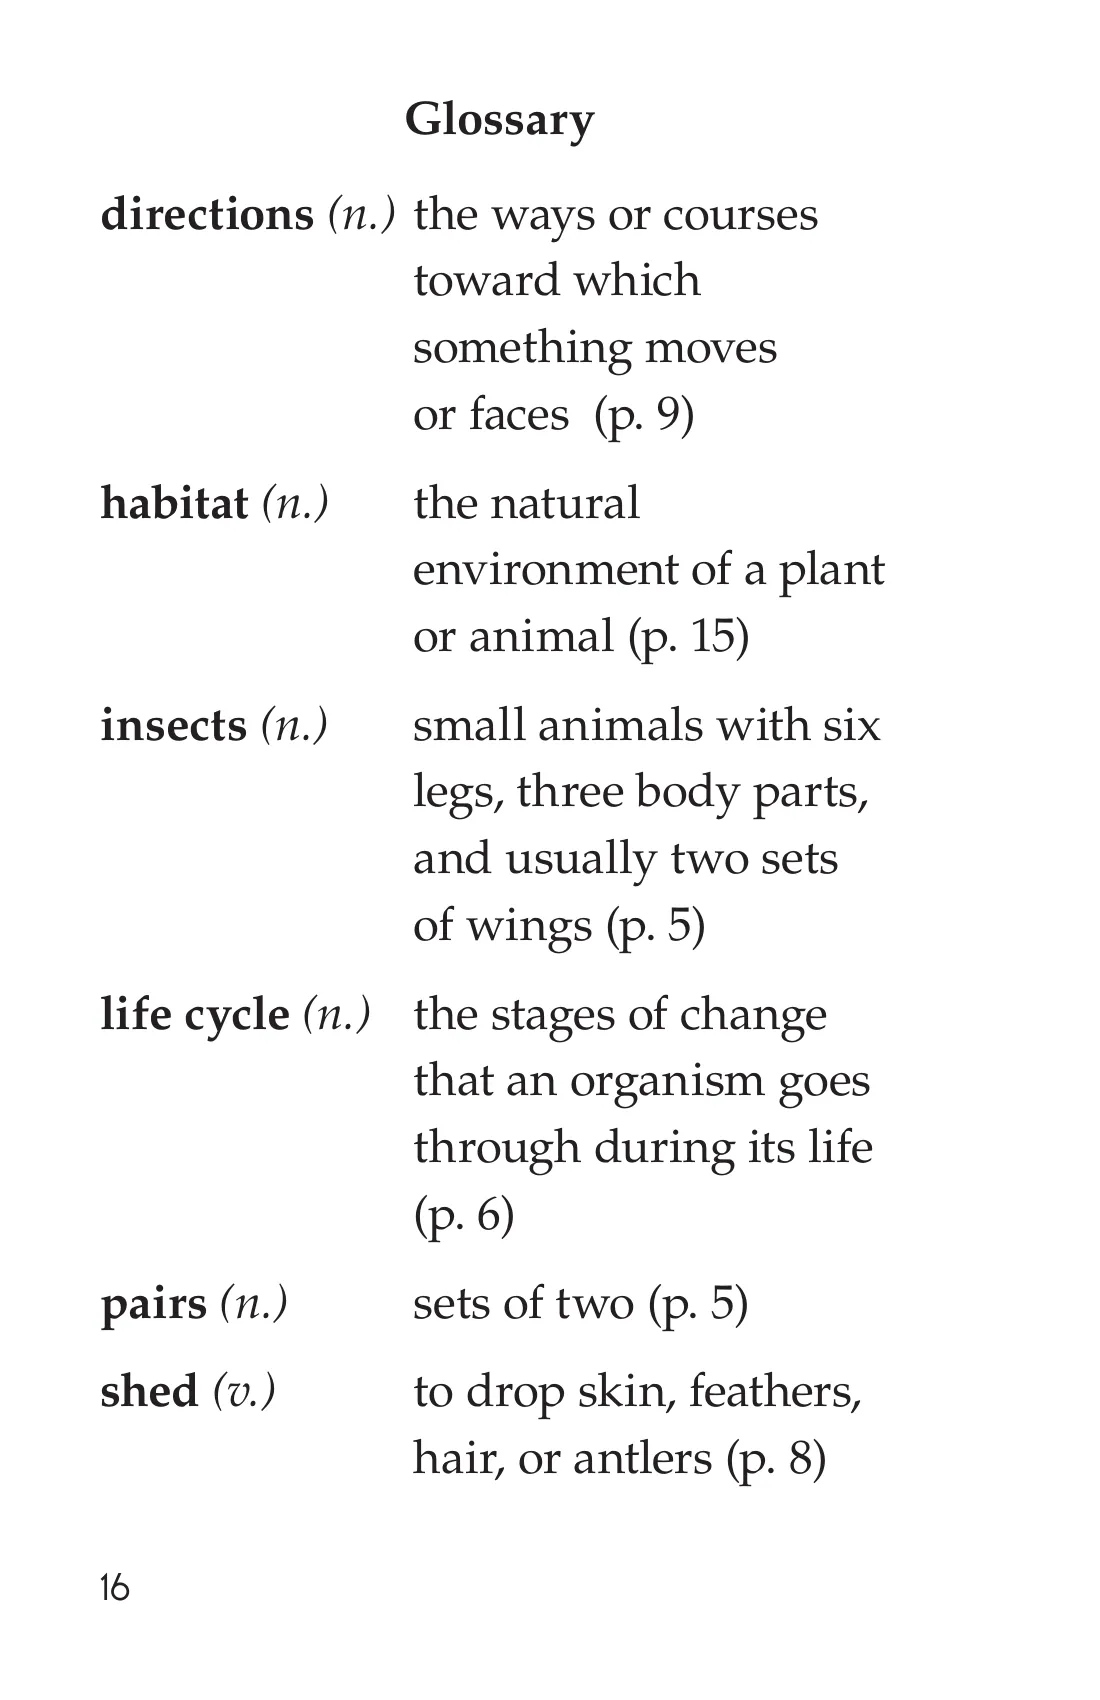 Glossary
directions (n.) the ways or courses
toward which
something moves
or faces (p. 9)
habitat (n.) the natural
environment of a plant
or animal (p. 15)
insects (n.) small animals with six
legs, three body parts,
and usually two sets
of wings (p. 5)
life cycle (n.) the stages of change
that an organism goes
through during its life
(p. 6)
pairs (n.) sets of two (p. 5)
shed (v.) to drop skin, feathers,
hair, or antlers (p. 8)
16